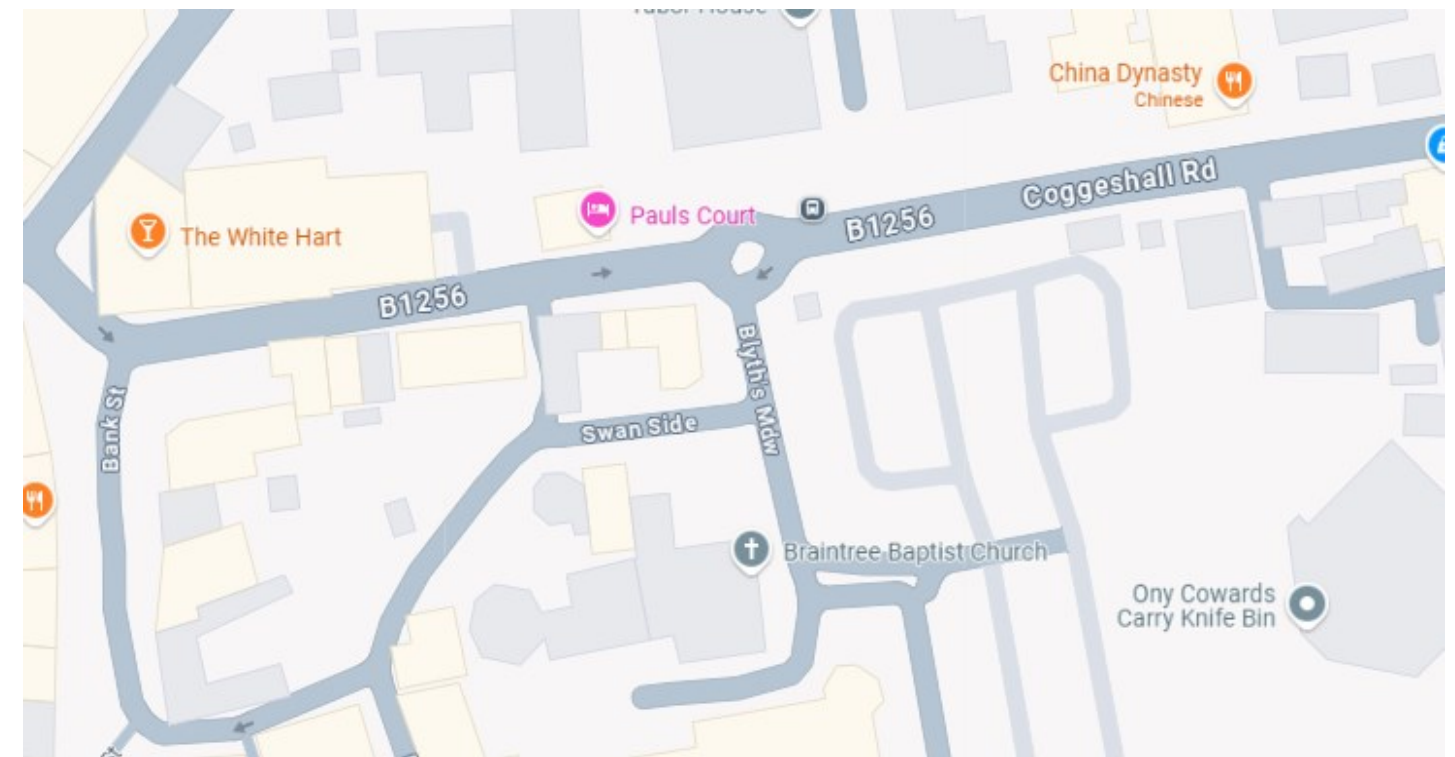 China Dynasty
Chinese
Coggeshall Rd
Pauls Court
B1256
The White Hart
B1256
Blyth's Mdw
Bank St
Swan Side
Braintree Baptist Church
Ony Cowards
Carry Knife Bin